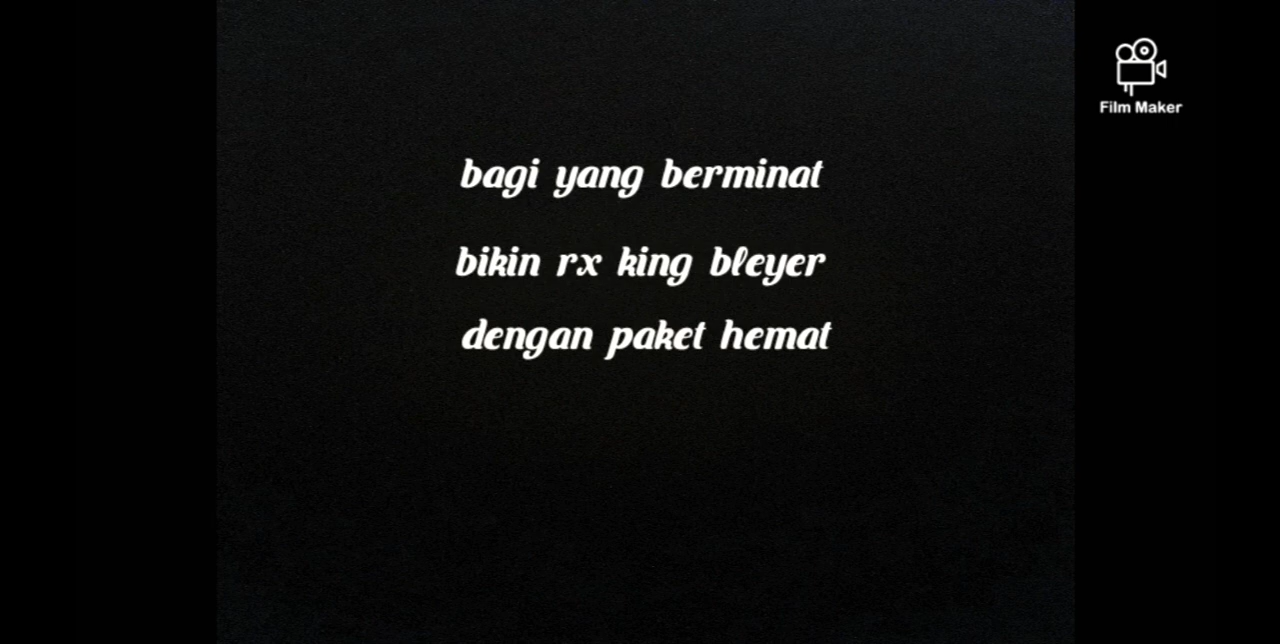 Film Maker
bagi yang berminat
bikin rx king bleyer
dengan paket hemat